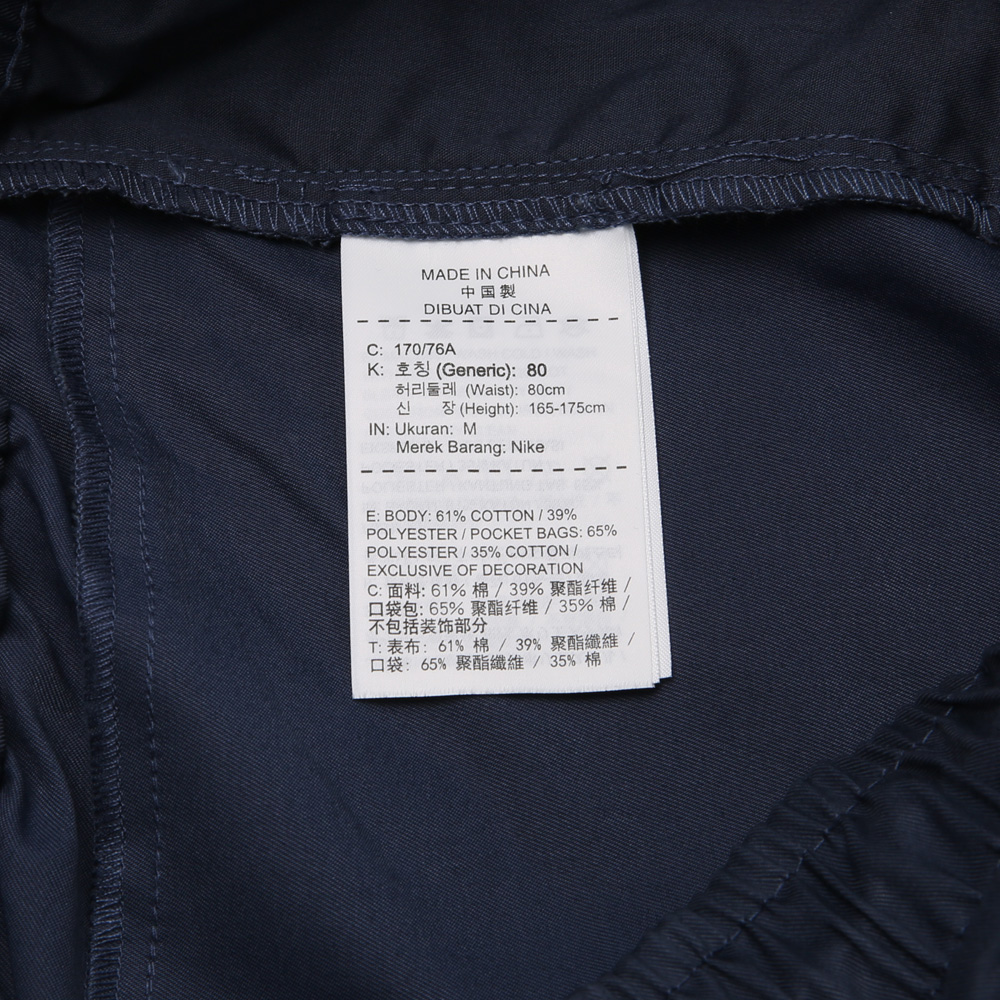 MADE IN CHINA
中国製
DIBUAT DI CINA
C: 170/76A
K: 호칭 (Generic): 80
허리둘레 (Waist): 80cm
신 장 (Height): 165-175cm
IN: Ukuran: M
Merek Barang: Nike
E: BODY: 61% COTTON / 39%
POLYESTER / POCKET BAGS: 65%
POLYESTER / 35% COTTON /
EXCLUSIVE OF DECORATION
C: 面料: 61% 棉 / 39% 聚酯纤维 /
口袋包: 65% 聚酯纤维 / 35% 棉 /
不包括装饰部分
T: 表布: 61% 棉 / 39% 聚酯纖維 /
口袋: 65% 聚酯纖維 / 35% 棉